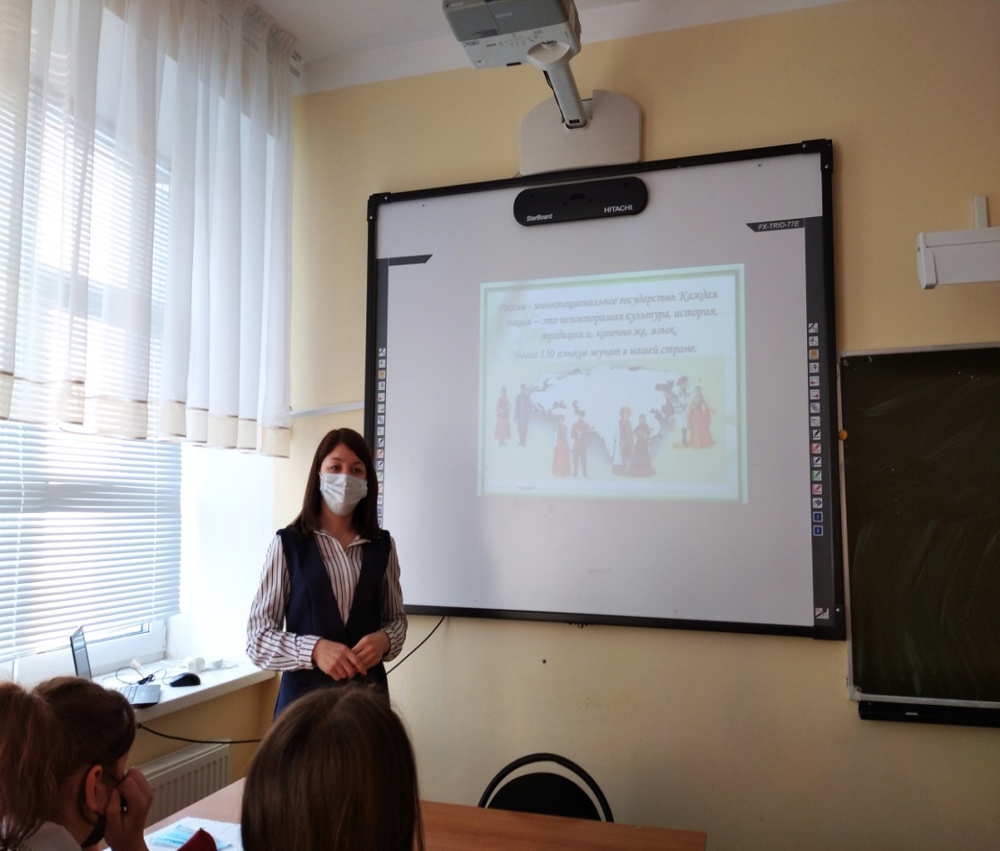 StarBoard HITACHI
FX-TRIO-77E
Россия - многонациональное государство. Каждая
нация – это неповторимая культура, история,
традиции и, конечно же, язык.
Более 130 языков звучат в нашей стране.